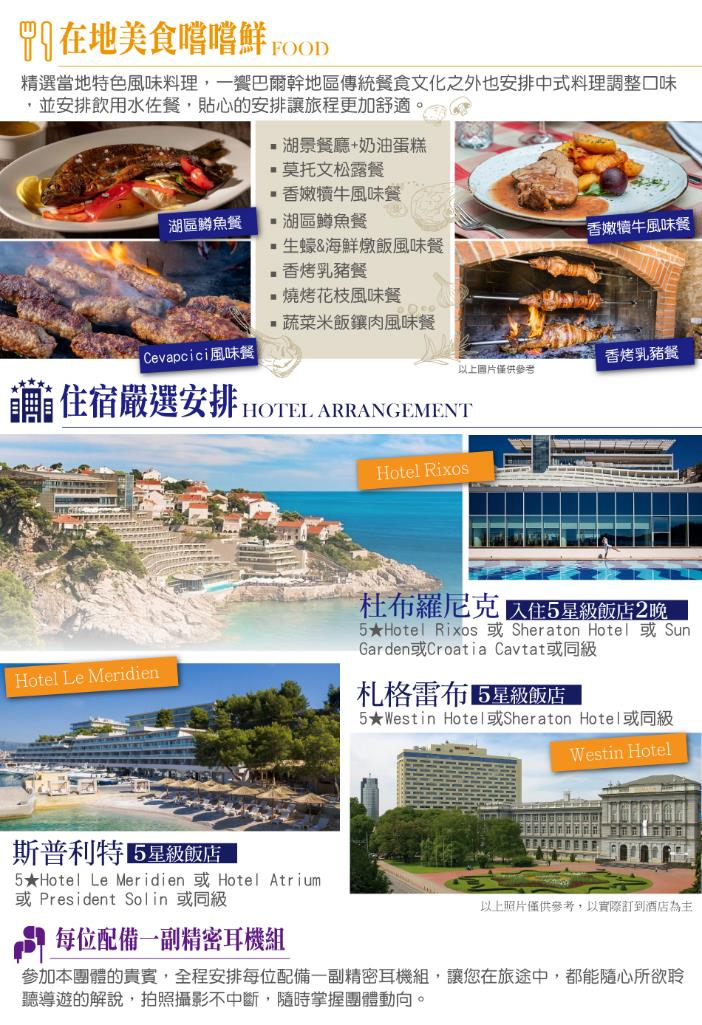 在地美食嚐嚐鮮 FOOD
精選當地特色風味料理，一饗巴爾幹地區傳統餐食文化之外也安排中式料理調整口味
，並安排飲用水佐餐，貼心的安排讓旅程更加舒適。
▪ 湖景餐廳+奶油蛋糕
▪ 莫托文松露餐
▪ 香嫩犢牛風味餐
▪ 湖區鱒魚餐
▪ 生蠔&海鮮燉飯風味餐
▪ 香烤乳豬餐
▪ 燒烤花枝風味餐
▪ 蔬菜米飯鑲肉風味餐
湖區鱒魚餐
香嫩犢牛風味餐
Cevapcici風味餐
香烤乳豬餐
以上圖片僅供參考
住宿嚴選安排 HOTEL ARRANGEMENT
Hotel Rixos
杜布羅尼克 入住5星級飯店2晚
5★Hotel Rixos 或 Sheraton Hotel 或 Sun
Garden或Croatia Cavtat或同級
Hotel Le Meridien
札格雷布 5星級飯店
5★Westin Hotel或Sheraton Hotel或同級
Westin Hotel
斯普利特 5星級飯店
5★Hotel Le Meridien 或 Hotel Atrium
或 President Solin 或同級
以上照片僅供參考，以實際訂到酒店為主
每位配備一副精密耳機組
參加本團體的貴賓，全程安排每位配備一副精密耳機組，讓您在旅途中，都能隨心所欲聆
聽導遊的解說，拍照攝影不中斷，隨時掌握團體動向。